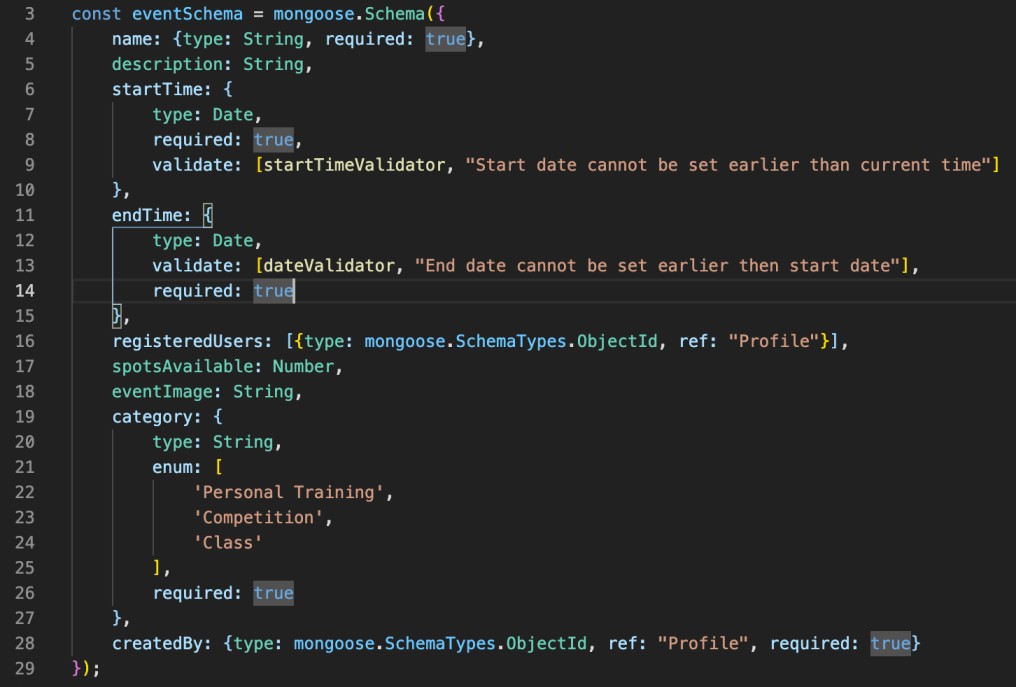 3 const eventSchema = mongoose.Schema({
4     name: {type: String, required: true},
5     description: String,
6     startTime: {
7         type: Date,
8         required: true,
9         validate: [startTimeValidator, "Start date cannot be set earlier than current time"]
10     },
11     endTime: {
12         type: Date,
13         validate: [dateValidator, "End date cannot be set earlier then start date"],
14         required: true
15     },
16     registeredUsers: [{type: mongoose.SchemaTypes.ObjectId, ref: "Profile"}],
17     spotsAvailable: Number,
18     eventImage: String,
19     category: {
20         type: String,
21         enum: [
22             'Personal Training',
23             'Competition',
24             'Class'
25         ],
26         required: true
27     },
28     createdBy: {type: mongoose.SchemaTypes.ObjectId, ref: "Profile", required: true}
29 });